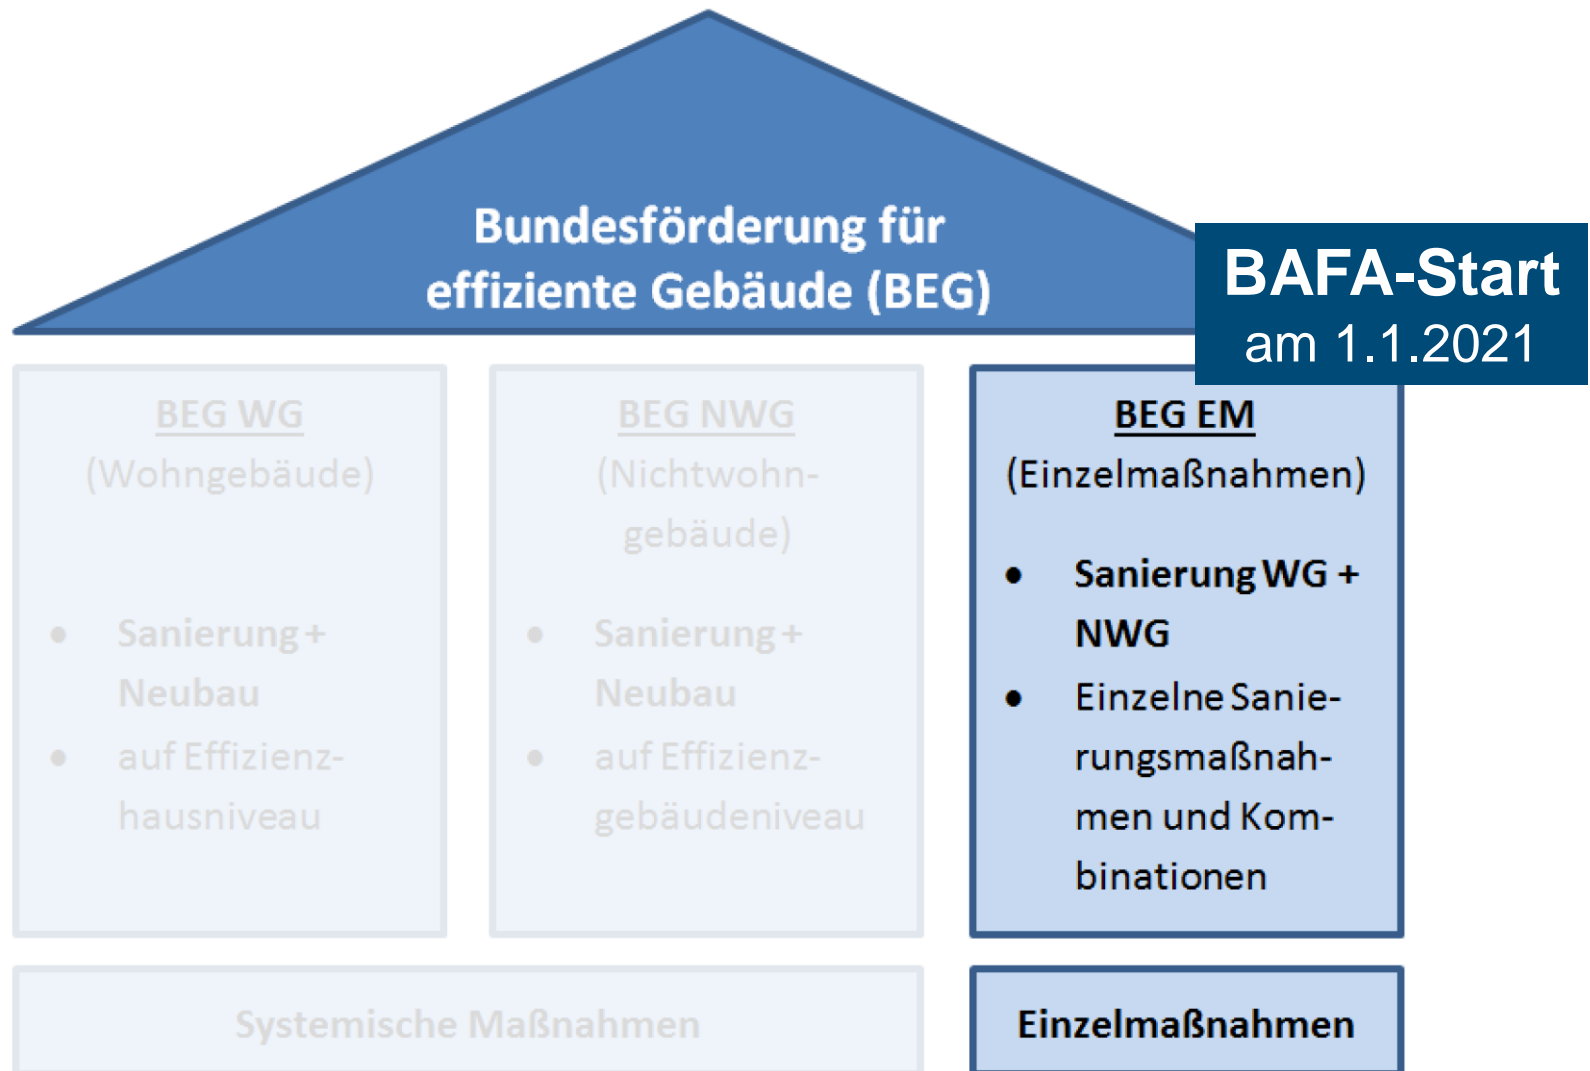 Bundesförderung für
effiziente Gebäude (BEG)
BAFA-Start
am 1.1.2021
BEG WG
(Wohngebäude)
• Sanierung +
Neubau
• auf Effizienz-
hausniveau
BEG NWG
(Nichtwohn-
gebäude)
• Sanierung +
Neubau
• auf Effizienz-
gebäudeniveau
BEG EM
(Einzelmaßnahmen)
• Sanierung WG +
NWG
• Einzelne Sanie-
rungsmaßnah-
men und Kom-
binationen
Systemische Maßnahmen
Einzelmaßnahmen